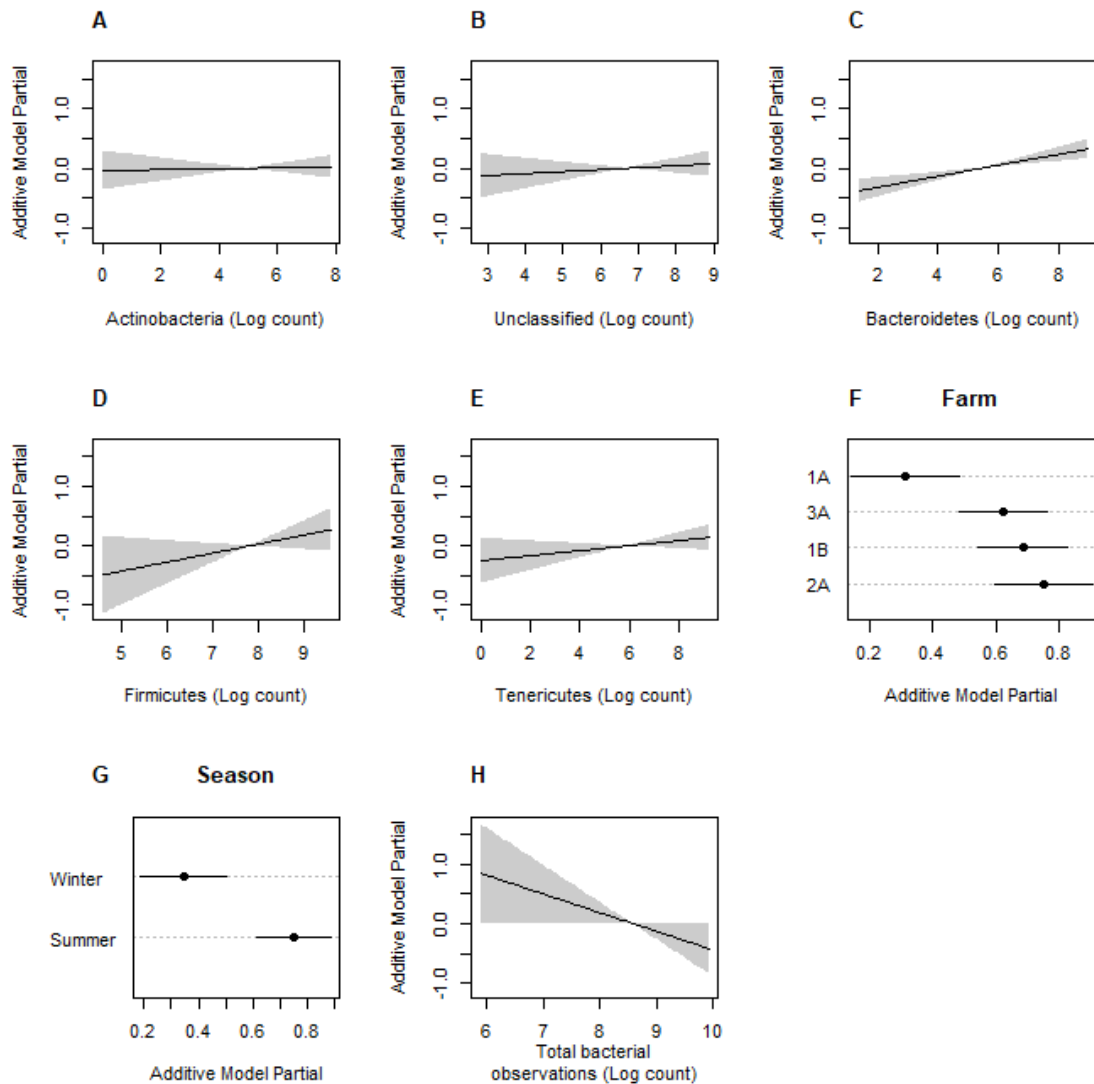 A
B
C
Additive Model Partial
1.0
0.0
-1.0
0 2 4 6 8
Actinobacteria (Log count)
Additive Model Partial
1.0
0.0
-1.0
3 4 5 6 7 8 9
Unclassified (Log count)
Additive Model Partial
1.0
0.0
-1.0
2 4 6 8
Bacteroidetes (Log count)
D
E
F Farm
Additive Model Partial
1.0
0.0
-1.0
5 6 7 8 9
Firmicutes (Log count)
Additive Model Partial
1.0
0.0
-1.0
0 2 4 6 8
Tenericutes (Log count)
1A
3A
1B
2A
0.2 0.4 0.6 0.8
Additive Model Partial
G Season
H
Winter
Summer
0.2 0.4 0.6 0.8
Additive Model Partial
Additive Model Partial
1.0
0.0
-1.0
6 7 8 9 10
Total bacterial
observations (Log count)